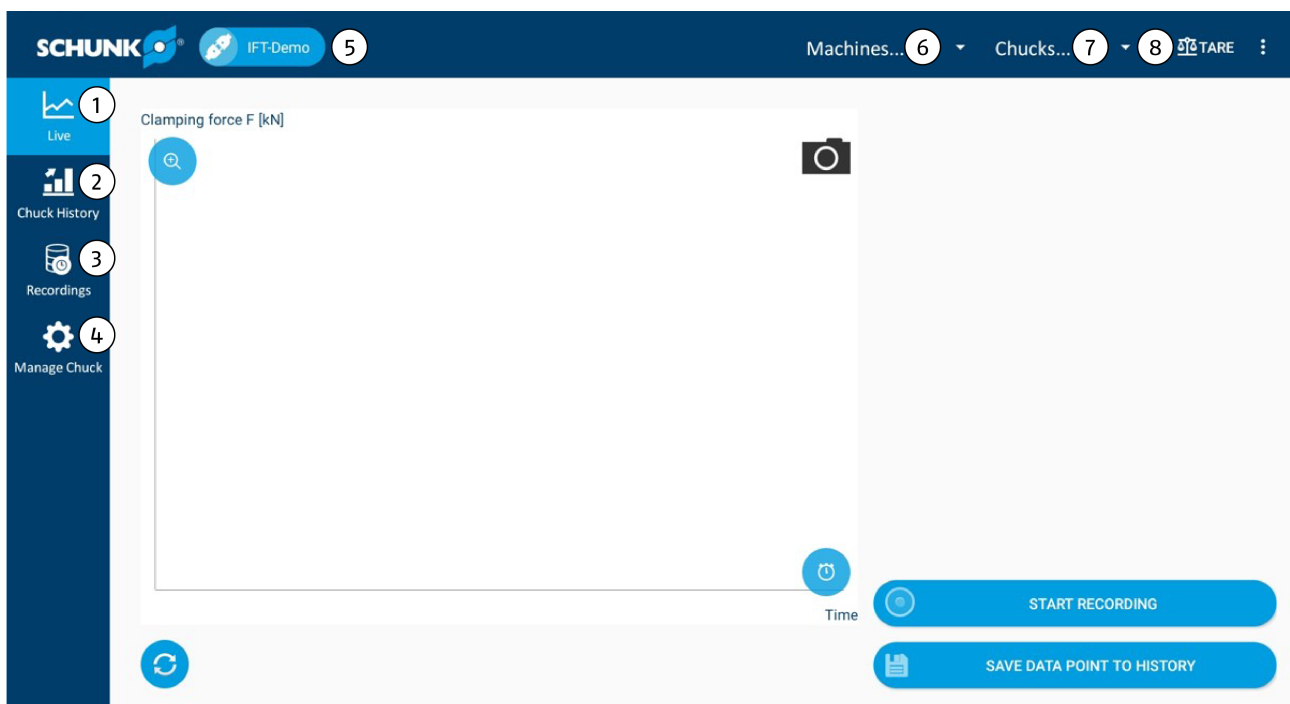 SCHUNK ® IFT-Demo 5 Machines... 6 Chucks... 7 8 TARE
1
Live
Clamping force F [kN]
2
Chuck History
3
Recordings
4
Manage Chuck
START RECORDING
Time
SAVE DATA POINT TO HISTORY